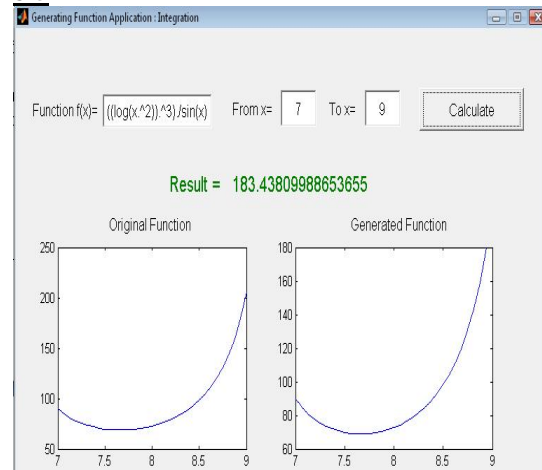 Generating Function Application : Integration
Function f(x)= ((log(x.^2)).^3)./sin(x) From x= 7 To x= 9 Calculate
Result = 183.43809988653655
Original Function Generated Function
250 180
200 160
140
150 120
100
100 80
50 60
7 7.5 8 8.5 9 7 7.5 8 8.5 9